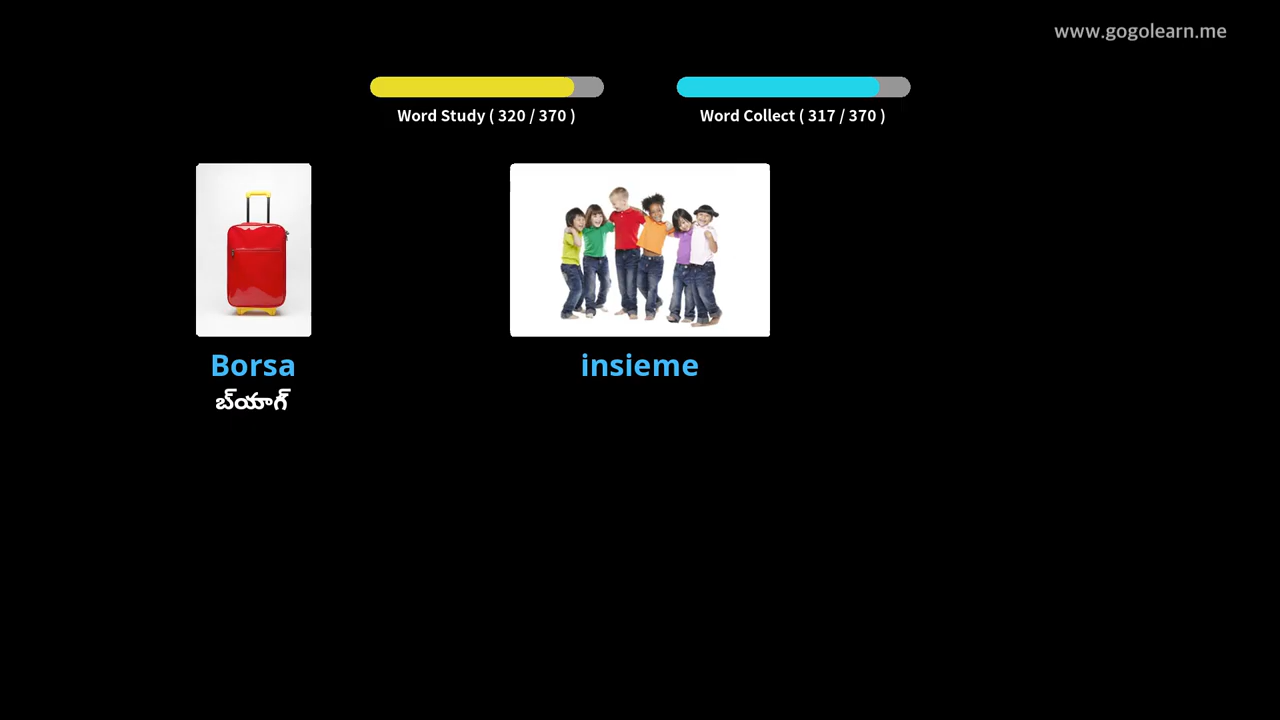 www.gogolearn.me
Word Study ( 320 / 370 )
Word Collect ( 317 / 370 )
Borsa
బ్‌యాగ్
insieme